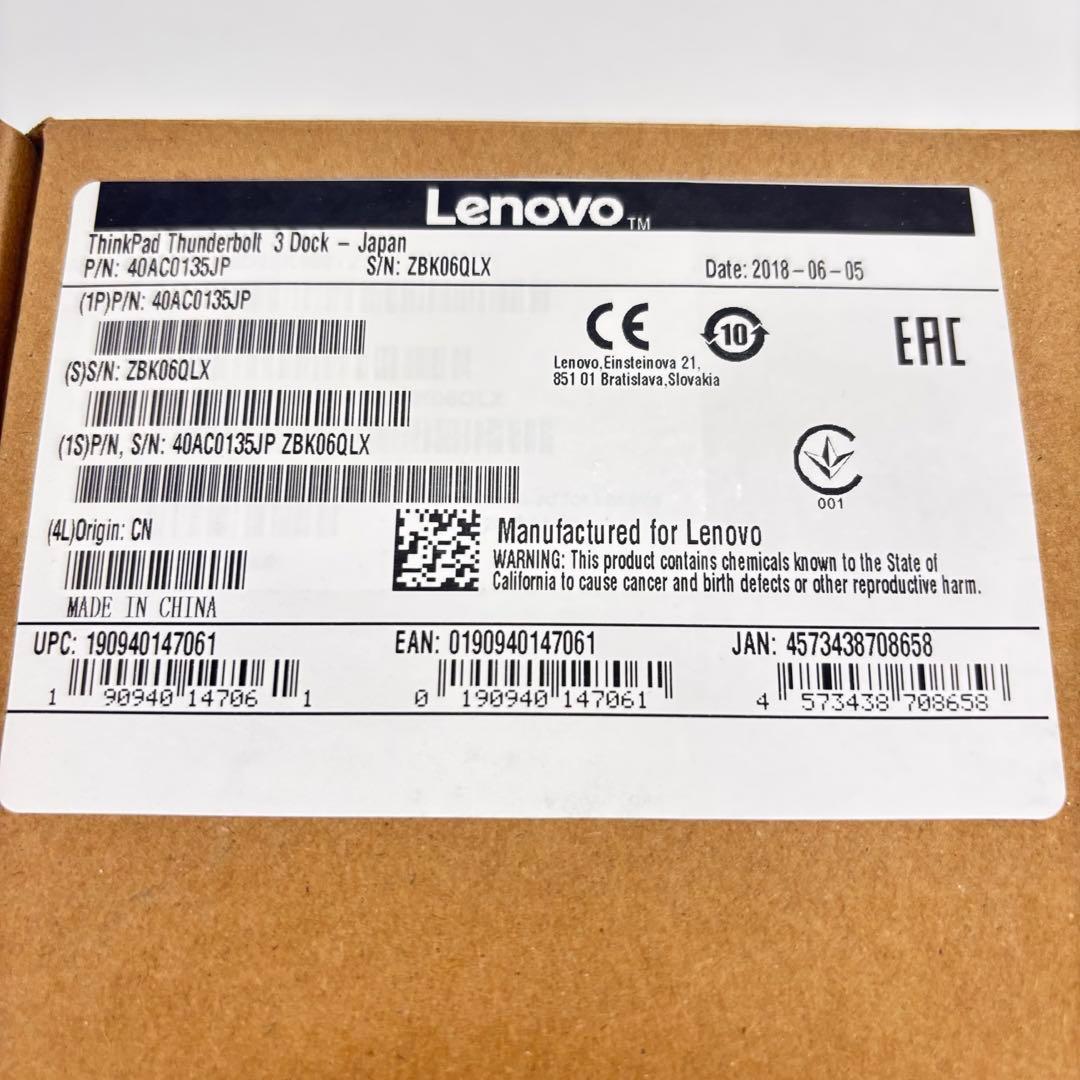 Lenovo TM
ThinkPad Thunderbolt 3 Dock – Japan
P/N: 40AC0135JP S/N: ZBK06QLX Date: 2018-06-05
(1P)P/N: 40AC0135JP
CE 10 EAC
Lenovo,Einsteinova 21,
851 01 Bratislava,Slovakia
(S)S/N: ZBK06QLX
(1S)P/N, S/N: 40AC0135JP ZBK06QLX
001
(4L)Origin: CN
Manufactured for Lenovo
WARNING: This product contains chemicals known to the State of
California to cause cancer and birth defects or other reproductive harm.
MADE IN CHINA
UPC: 190940147061 EAN: 0190940147061 JAN: 4573438708658
1 90940 14706 1 0 190940 147061 4 573438 708658